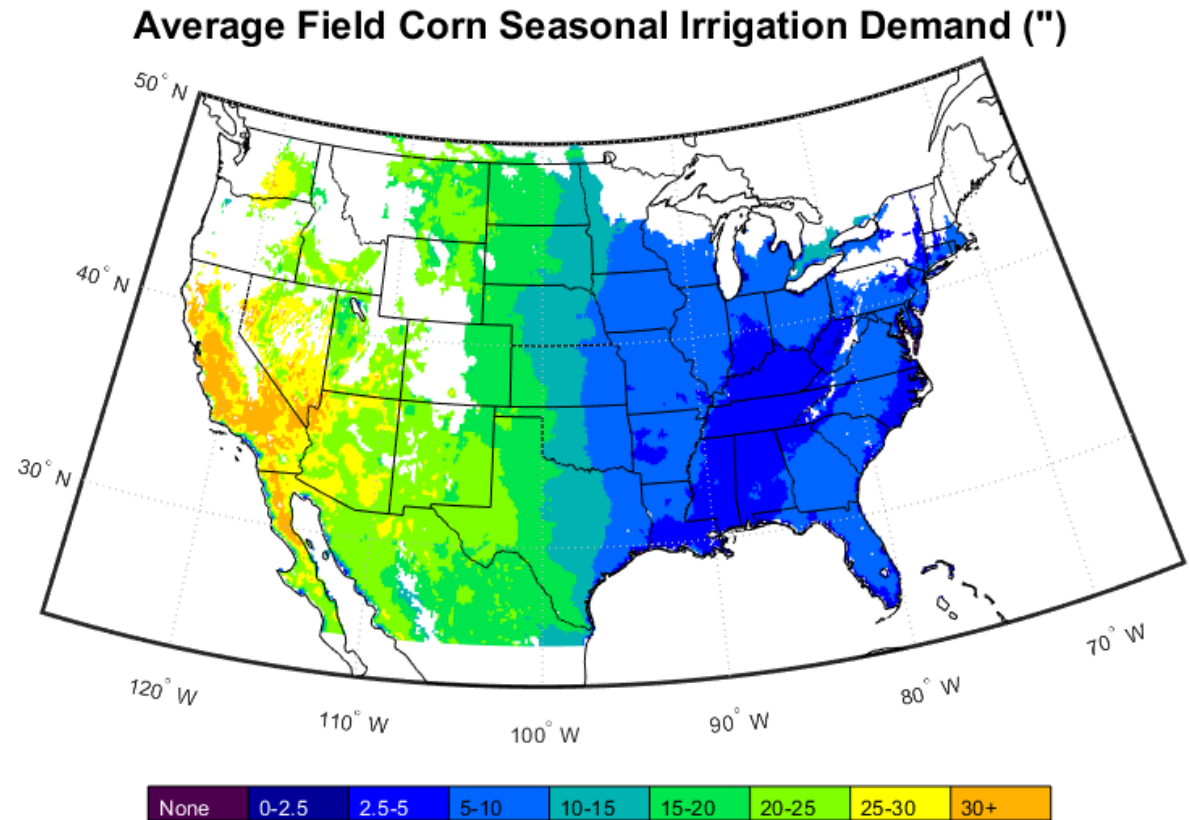 Average Field Corn Seasonal Irrigation Demand (")
50° N
40° N
30° N
120° W
110° W
100° W
90° W
80° W
70° W
None 0-2.5 2.5-5 5-10 10-15 15-20 20-25 25-30 30+